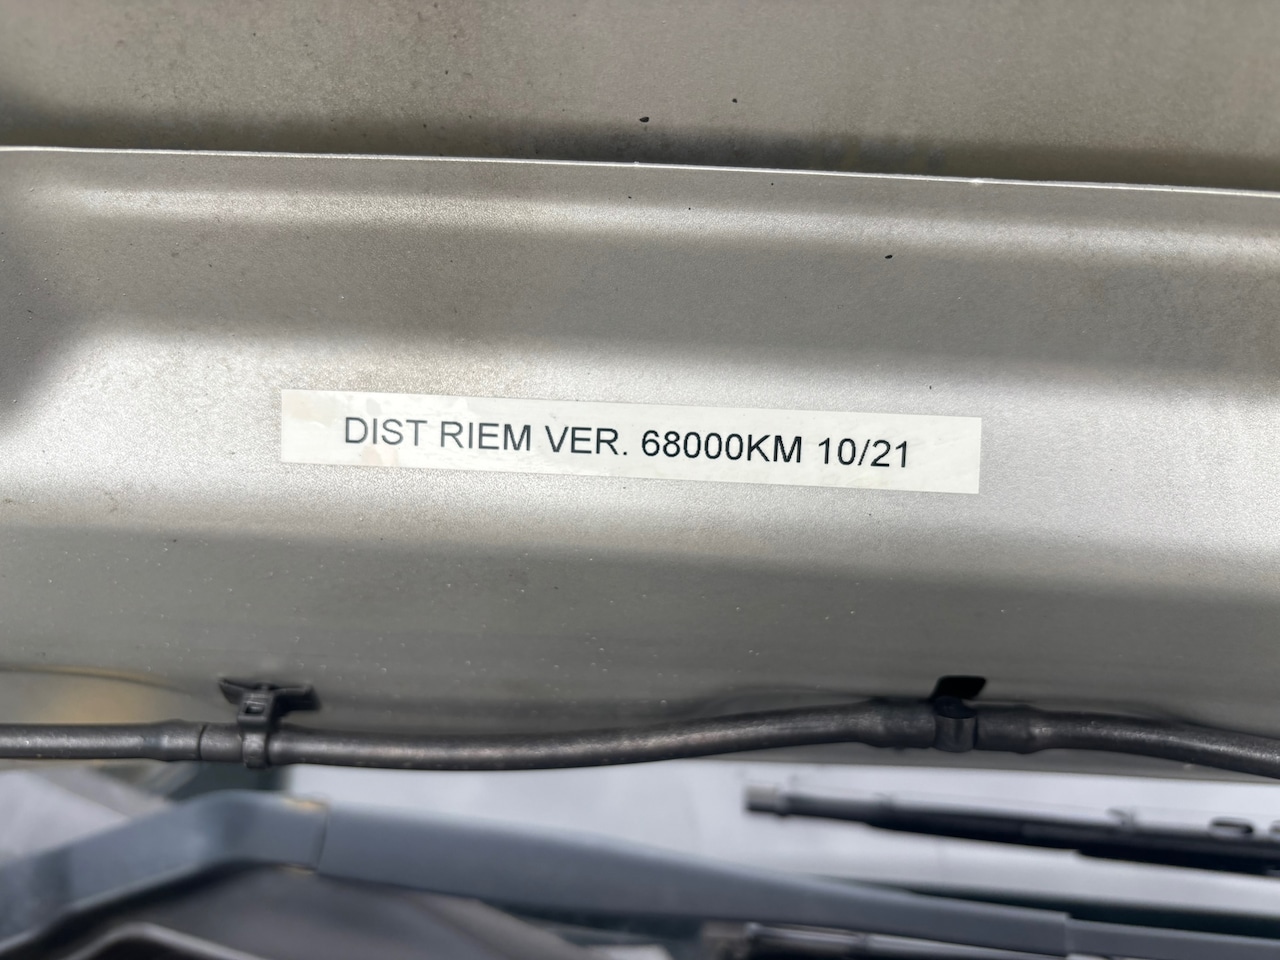 DIST RIEM VER. 68000KM 10/21